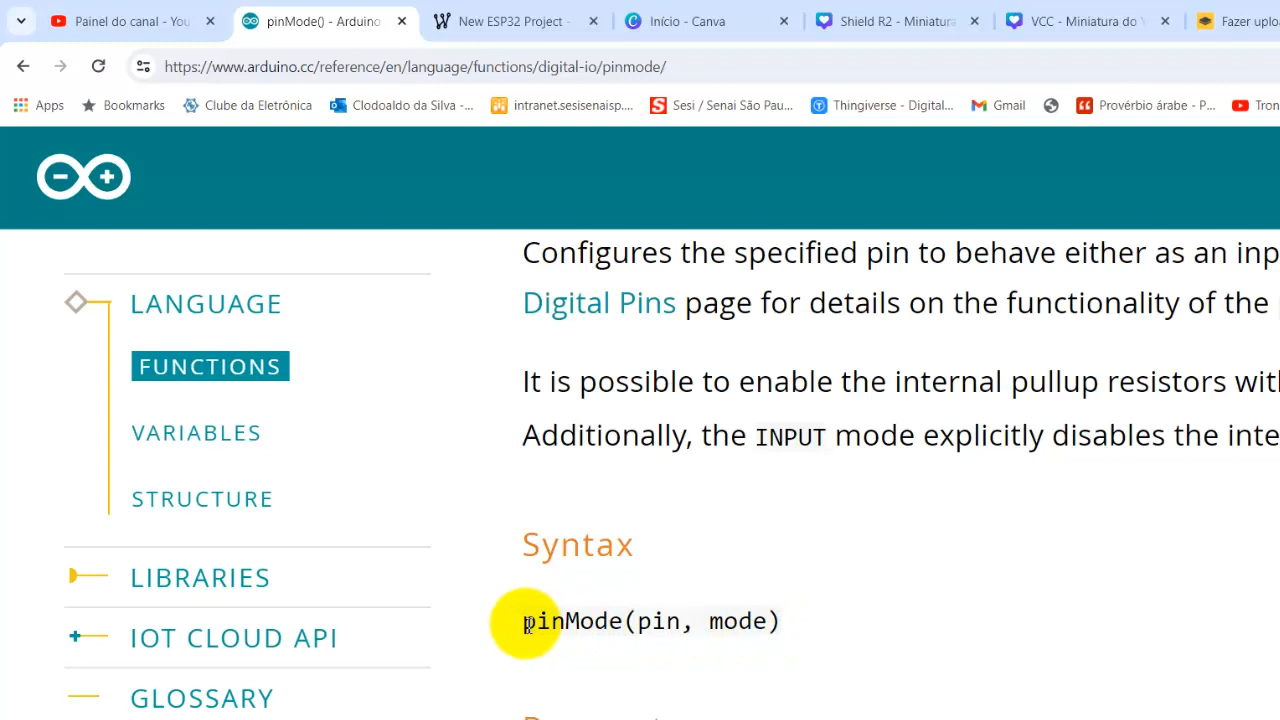 Painel do canal - You
pinMode() - Arduino
New ESP32 Project -
Início - Canva
Shield R2 - Miniatura
VCC - Miniatura do
Fazer uplo
https://www.arduino.cc/reference/en/language/functions/digital-io/pinmode/
Apps
Bookmarks
Clube da Eletrônica
Clodoaldo da Silva -...
intranet.sesisenaisp....
Sesi / Senai São Pau...
Thingiverse - Digital...
Gmail
Provérbio árabe - P...
Tron
LANGUAGE
FUNCTIONS
VARIABLES
STRUCTURE
LIBRARIES
IOT CLOUD API
GLOSSARY
Configures the specified pin to behave either as an inp
Digital Pins page for details on the functionality of the
It is possible to enable the internal pullup resistors wit
Additionally, the INPUT mode explicitly disables the inte
Syntax
pinMode(pin, mode)